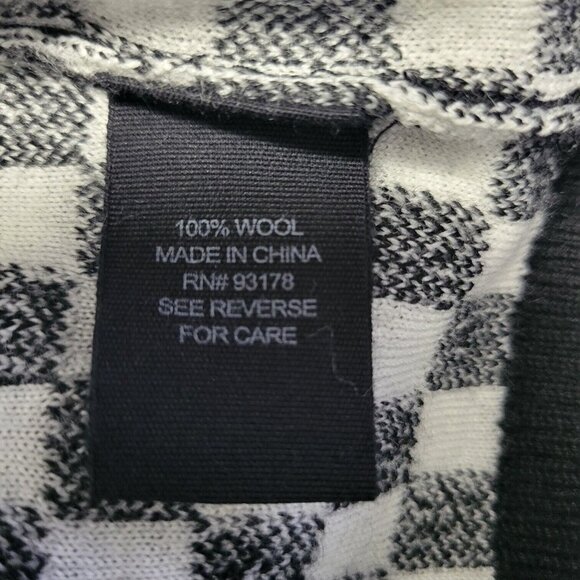 100% WOOL
MADE IN CHINA
RN# 93178
SEE REVERSE
FOR CARE